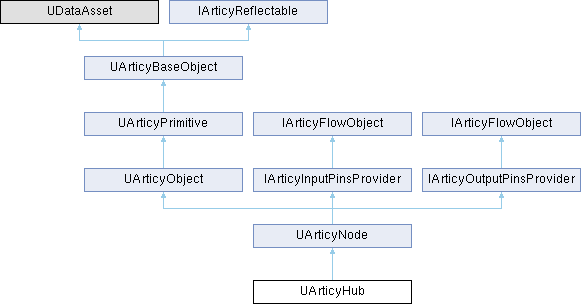 UDataAsset
IArticyReflectable
UArticyBaseObject
UArticyPrimitive
IArticyFlowObject
IArticyFlowObject
UArticyObject
IArticyInputPinsProvider
IArticyOutputPinsProvider
UArticyNode
UArticyHub